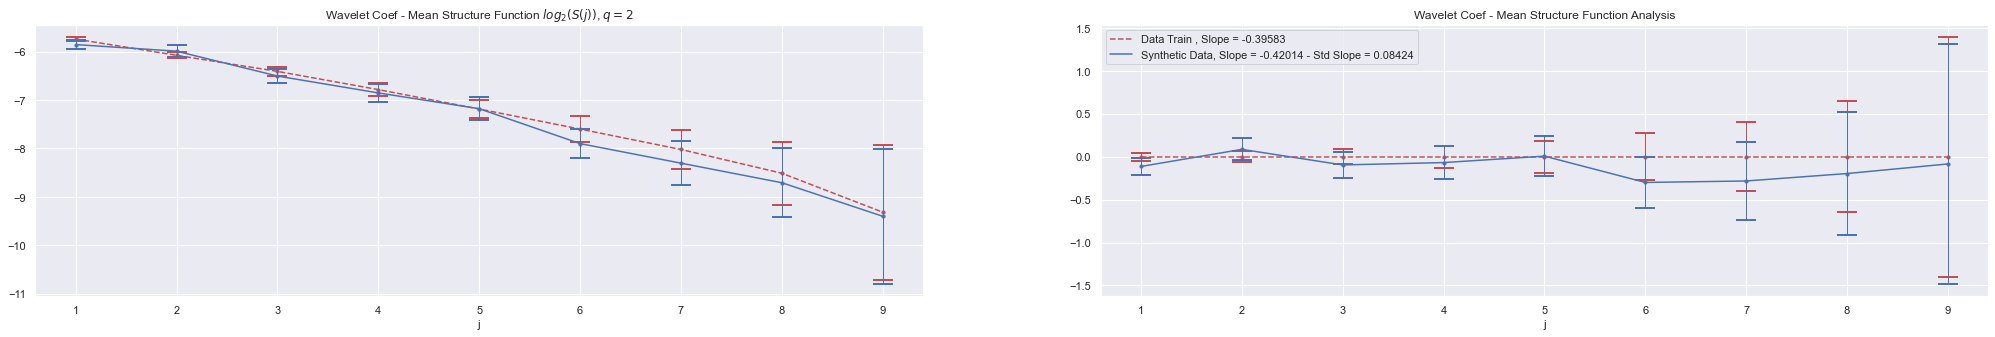 Wavelet Coef - Mean Structure Function log₂(S(j)), q = 2
−6
−7
−8
−9
−10
−11
1 2 3 4 5 6 7 8 9
j
Wavelet Coef - Mean Structure Function Analysis
Data Train , Slope = -0.39583
Synthetic Data, Slope = -0.42014 - Std Slope = 0.08424
1.5
1.0
0.5
0.0
−0.5
−1.0
−1.5
1 2 3 4 5 6 7 8 9
j